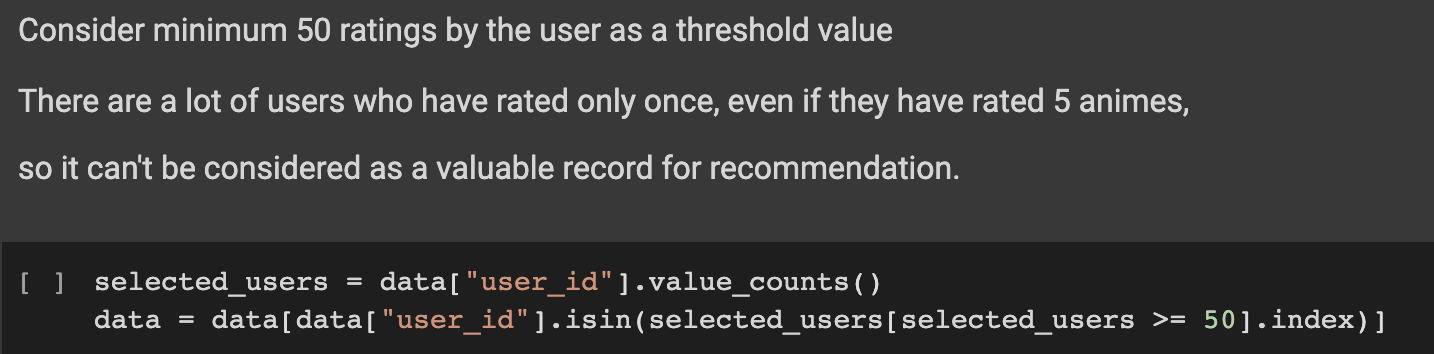 Consider minimum 50 ratings by the user as a threshold value
There are a lot of users who have rated only once, even if they have rated 5 animes,
so it can't be considered as a valuable record for recommendation.
[ ] selected_users = data["user_id"].value_counts()
data = data[data["user_id"].isin(selected_users[selected_users >= 50].index)]